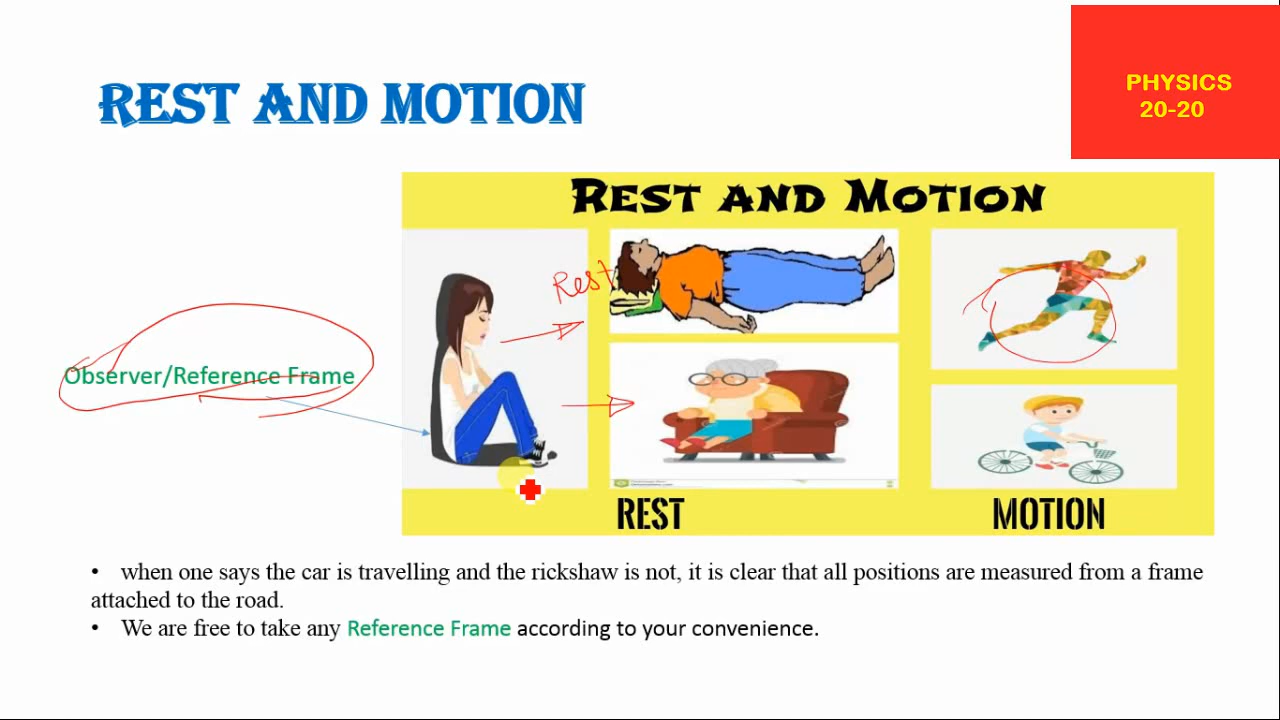 REST AND MOTION
PHYSICS
20-20
REST AND MOTION
Rest
Observer/Reference Frame
REST
MOTION
• when one says the car is travelling and the rickshaw is not, it is clear that all positions are measured from a frame
attached to the road.
• We are free to take any Reference Frame according to your convenience.